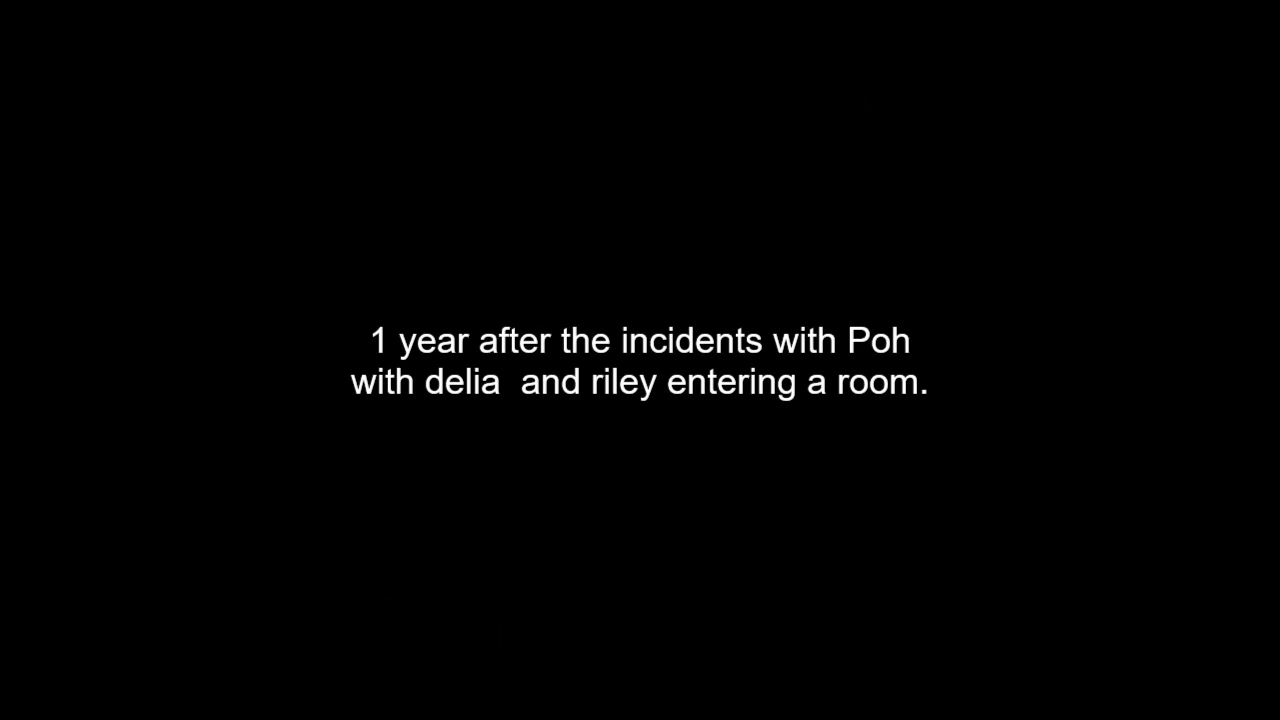 1 year after the incidents with Poh
with delia  and riley entering a room.